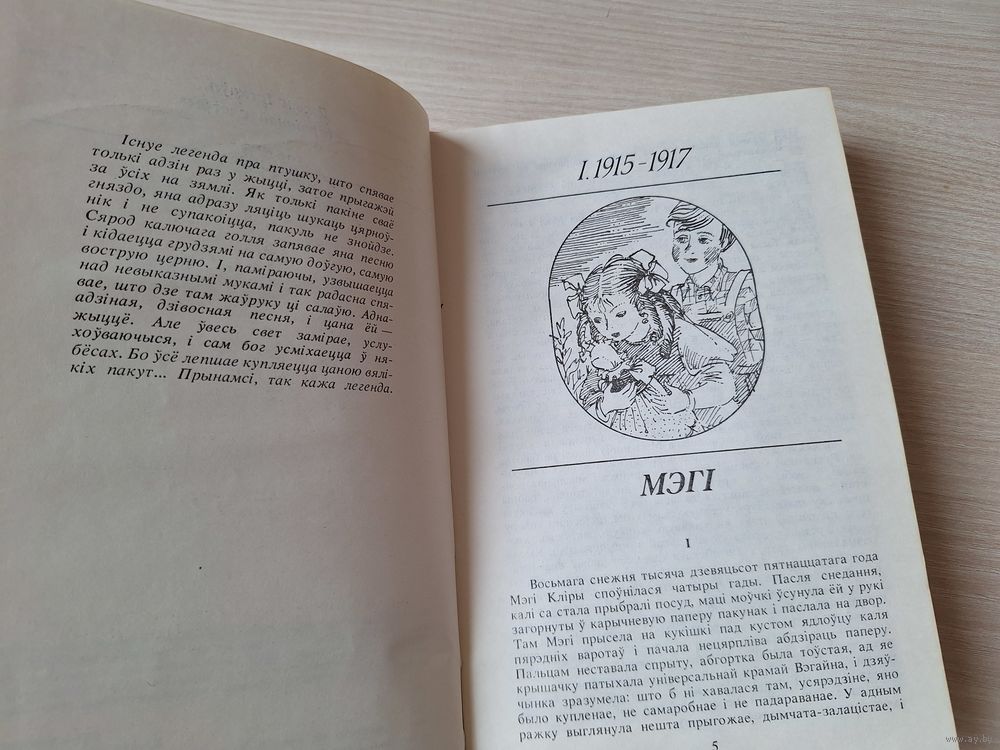 Існуе легенда пра птушку, што спявае
толькі адзін раз у жыцці, затое прыгажэй
за ўсіх на зямлі. Як толькі пакіне сваё
гняздо, яна адразу ляціць шукаць цярноў-
нік і не супакоіцца, пакуль не знойдзе.
Сярод калючага голля запявае яна песню
і кідаецца грудзямі на самую доўгую, самую
вострую церню. І, паміраючы, узвышаецца
над невыказнымі мукамі і так радасна спя-
вае, што дзе там жаўруку ці салаўю. Адна-
адзіная, дзівосная песня, і цана ёй —
жыццё. Але ўвесь свет замірае, услу-
хоўваючыся, і сам бог усміхаецца ў ня-
бёсах. Бо ўсё лепшае купляецца цаною вялі-
кіх пакут... Прынамсі, так кажа легенда.
I. 1915–1917
МЭГІ
I
Восьмага снежня тысяча дзевяцьсот пятнаццатага года
Мэгі Кліры споўнілася чатыры гады. Пасля снедання,
калі са стала прыбралі посуд, маці моўчкі ўсунула ёй у рукі
загорнуты ў карычневую паперу пакунак і паслала на двор.
Там Мэгі прысела на кукішкі пад кустом ядлоўцу каля
пярэдніх варотаў і пачала нецярпліва абдзіраць паперу.
Пальцам неставала спрыту, абгортка была тоўстая, ад яе
крышачку патыхала універсальнай крамай Вэгайна, і дзяў-
чынка зразумела: што б ні хавалася там, усярэдзіне, яно
было купленае, не самаробнае і не падараванае. У адным
ражку выглянула нешта прыгожае, дымчата-залацістае, і
5
www.ay.by